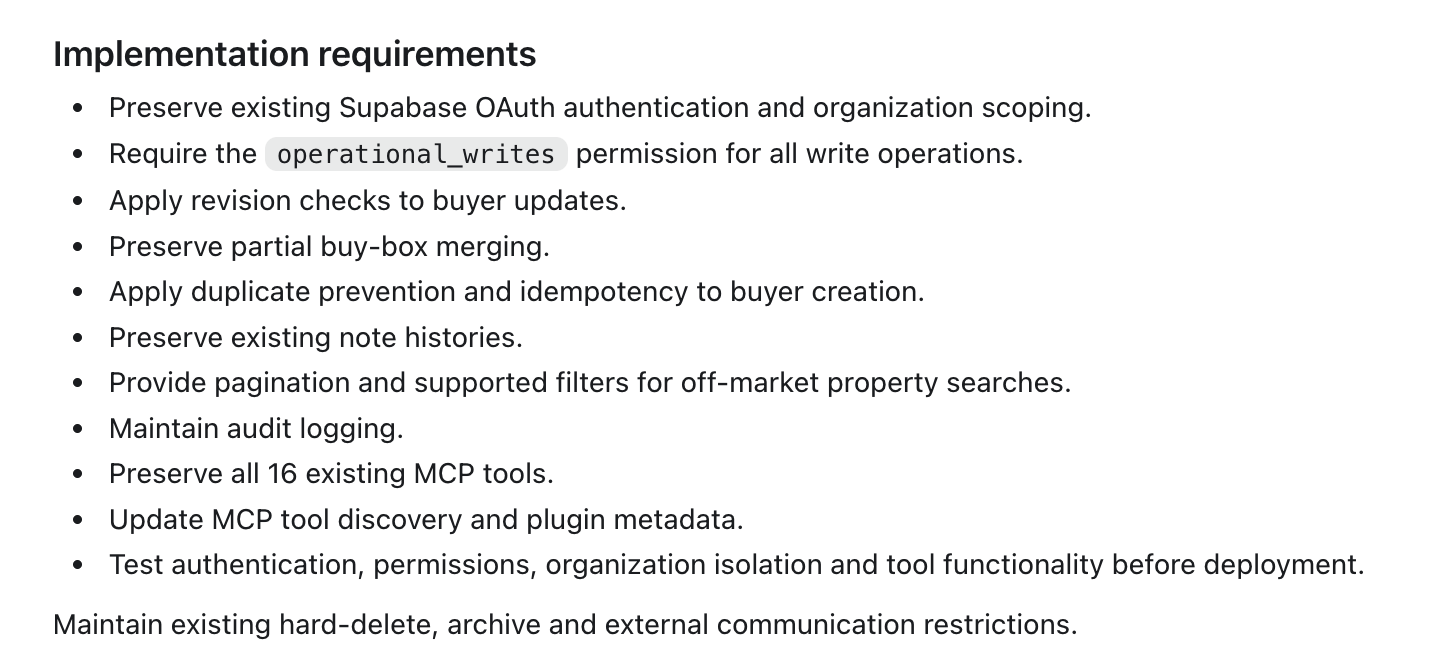 Implementation requirements
• Preserve existing Supabase OAuth authentication and organization scoping.
• Require the operational_writes permission for all write operations.
• Apply revision checks to buyer updates.
• Preserve partial buy-box merging.
• Apply duplicate prevention and idempotency to buyer creation.
• Preserve existing note histories.
• Provide pagination and supported filters for off-market property searches.
• Maintain audit logging.
• Preserve all 16 existing MCP tools.
• Update MCP tool discovery and plugin metadata.
• Test authentication, permissions, organization isolation and tool functionality before deployment.
Maintain existing hard-delete, archive and external communication restrictions.